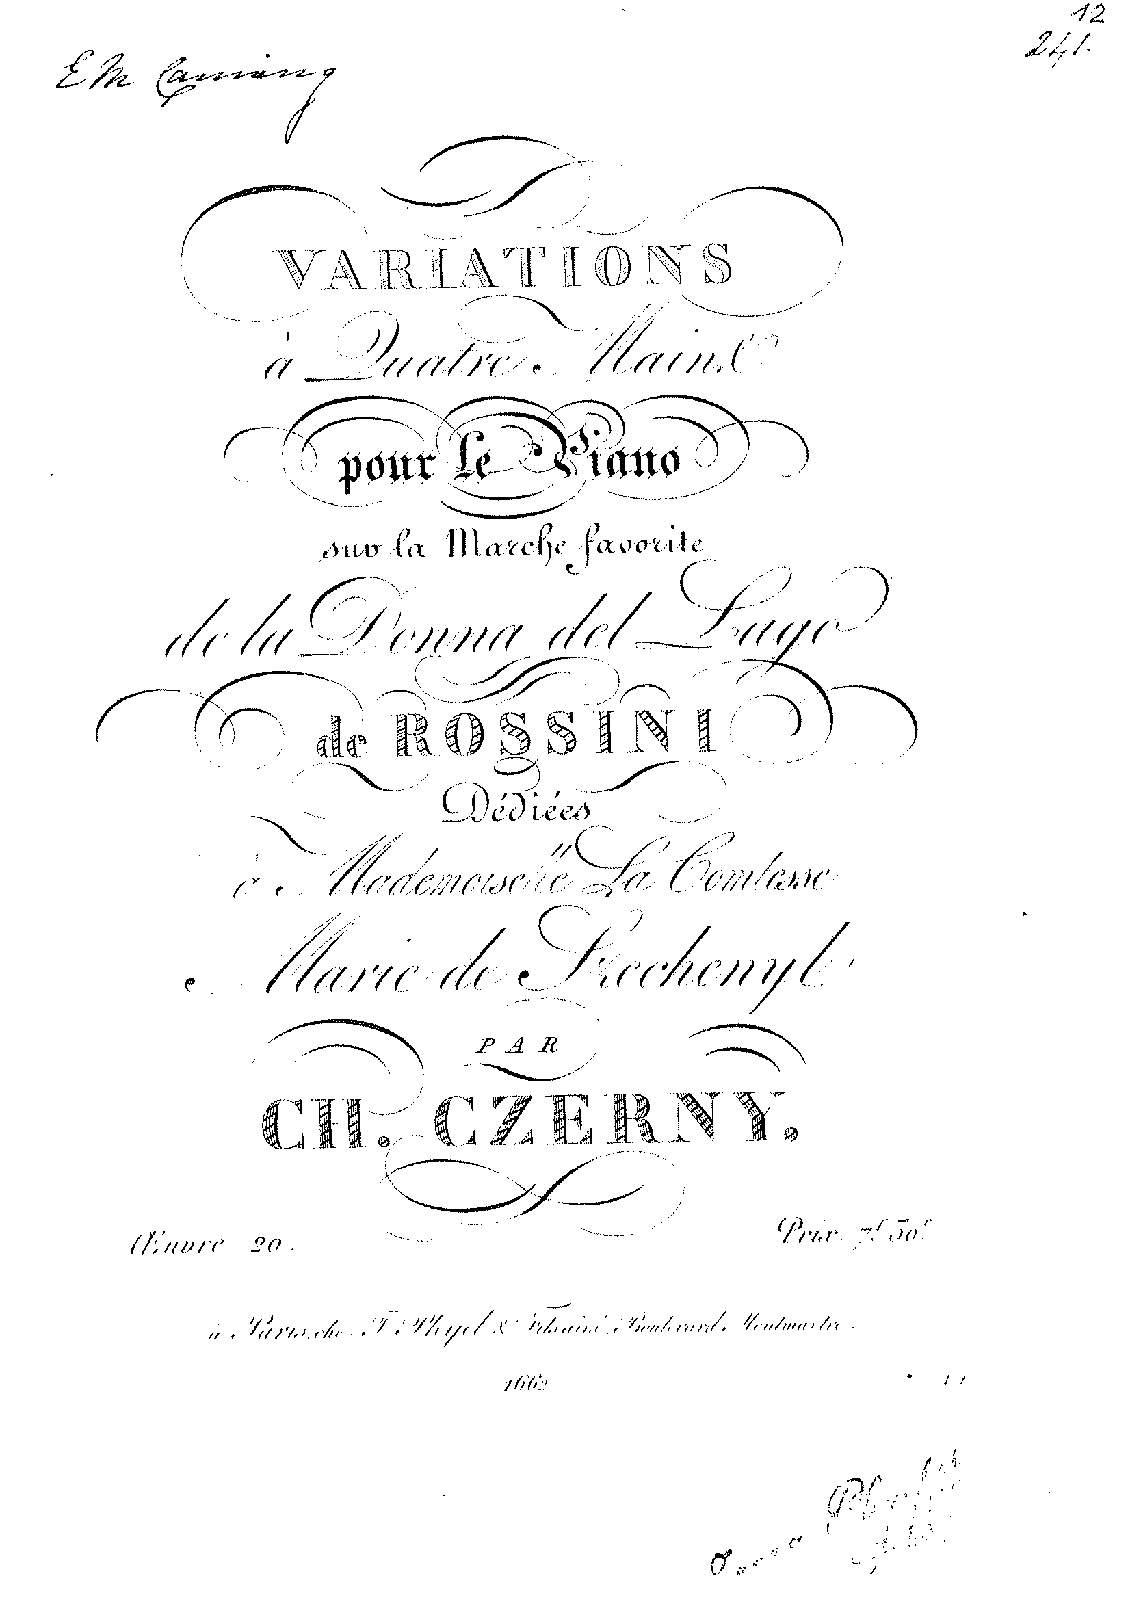 12
241.
E M
VARIATIONS
à Quatre Mains
pour le Piano
sur la Marche favorite
de la Donna del Lago
de ROSSINI
Dédiées
à Mademoiselle La Comtesse
Marie de Szechenyi
PAR
CH. CZERNY.
Œuvre 20. Prix 7f 50c
à Paris, chez I. Pleyel & Fils aîné, Boulevard Montmartre.
1662